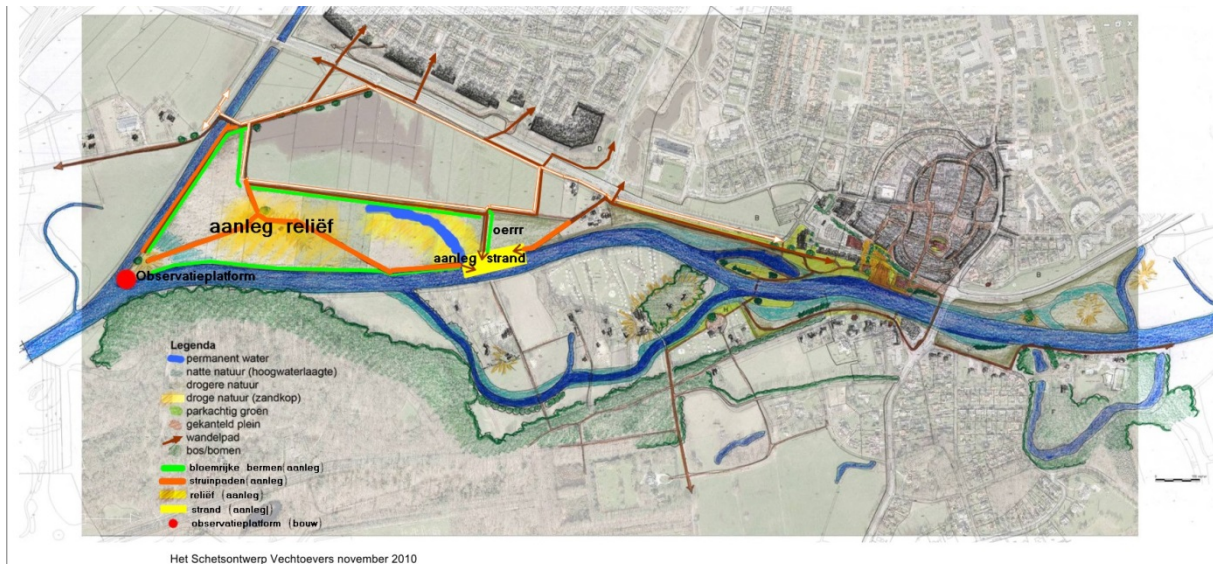 aanleg reliëf
oerrr
aanleg strand
Observatieplatform
Legenda
permanent water
natte natuur (hoogwaterlaagte)
drogere natuur
droge natuur (zandkop)
parkachtig groen
gekanteld plein
wandelpad
bos/bomen
bloemrijke bermen(aanleg)
struinpaden(aanleg)
reliëf (aanleg)
strand (aanleg)
observatieplatform (bouw)
Het Schetsontwerp Vechtoevers november 2010